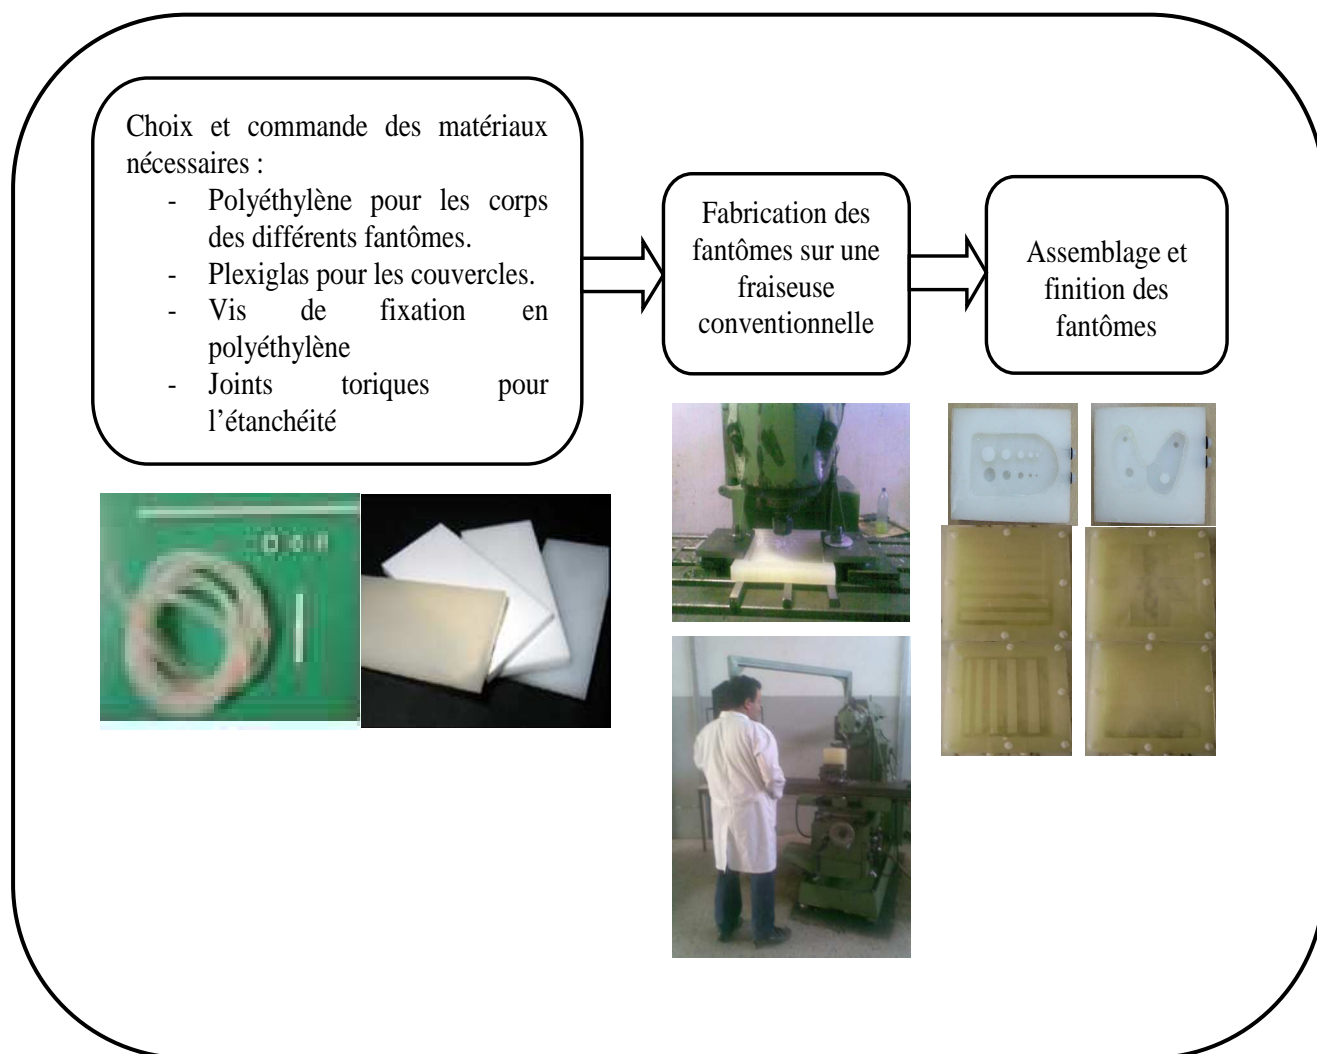 Choix et commande des matériaux
nécessaires :
- Polyéthylène pour les corps
des différents fantômes.
- Plexiglas pour les couvercles.
- Vis de fixation en
polyéthylène
- Joints toriques pour
l’étanchéité
Fabrication des
fantômes sur une
fraiseuse
conventionnelle
Assemblage et
finition des
fantômes